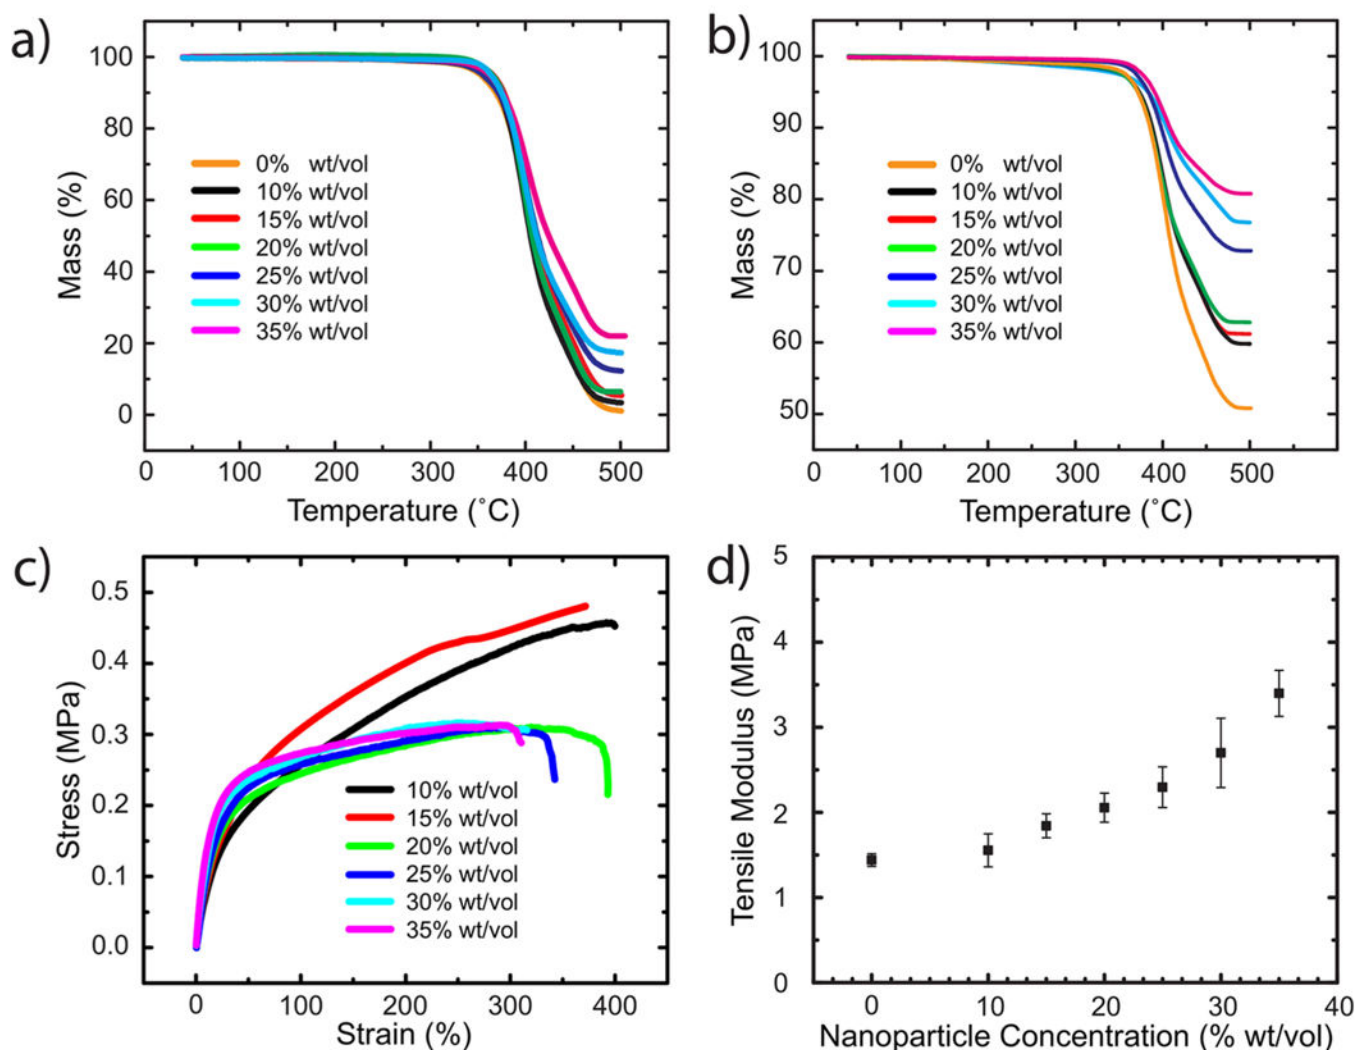 a)
100
80
60
40
20
0
Mass (%)
0% wt/vol
10% wt/vol
15% wt/vol
20% wt/vol
25% wt/vol
30% wt/vol
35% wt/vol
0 100 200 300 400 500
Temperature (˚C)
b)
100
90
80
70
60
50
Mass (%)
0% wt/vol
10% wt/vol
15% wt/vol
20% wt/vol
25% wt/vol
30% wt/vol
35% wt/vol
0 100 200 300 400 500
Temperature (˚C)
c)
0.5
0.4
0.3
0.2
0.1
0.0
Stress (MPa)
10% wt/vol
15% wt/vol
20% wt/vol
25% wt/vol
30% wt/vol
35% wt/vol
0 100 200 300 400
Strain (%)
d)
5
4
3
2
1
0
Tensile Modulus (MPa)
0 10 20 30 40
Nanoparticle Concentration (% wt/vol)